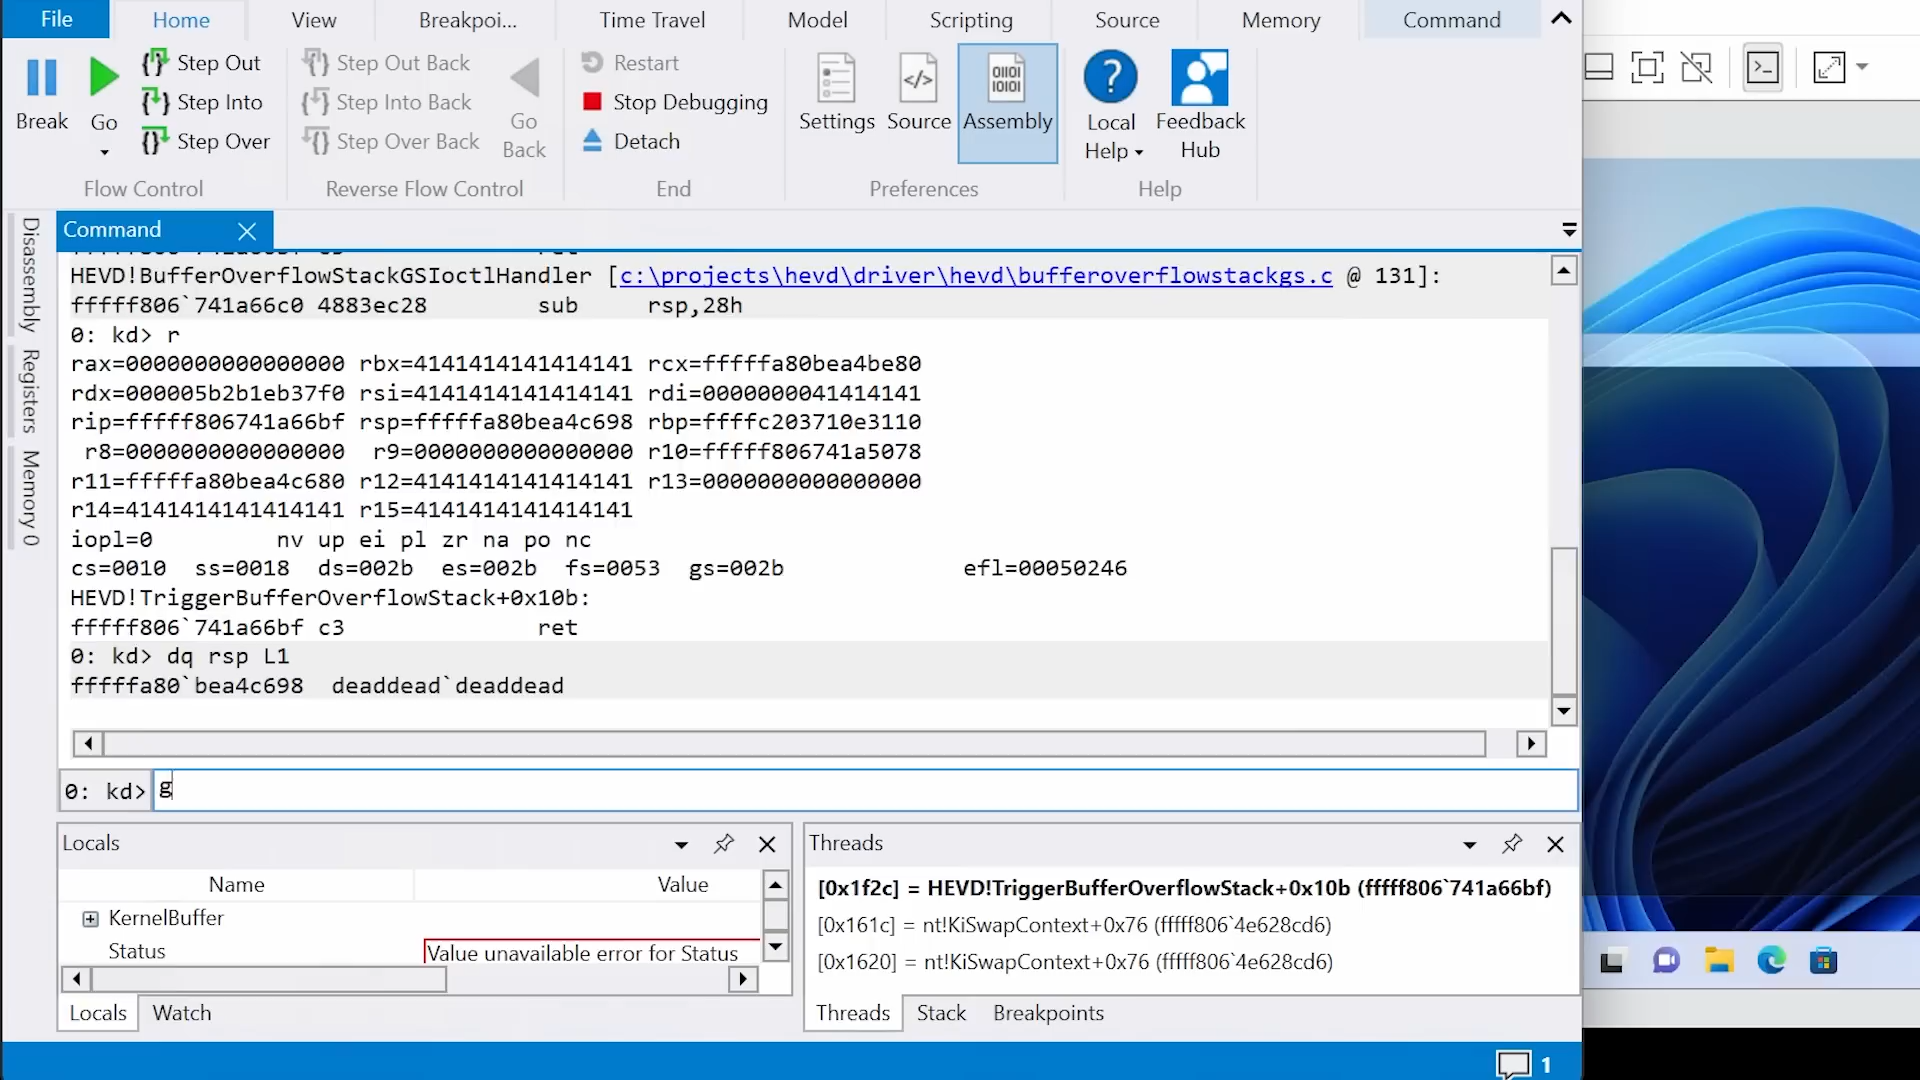 File Home View Breakpoi... Time Travel Model Scripting Source Memory Command
Break
Go
Step Out
Step Into
Step Over
Flow Control
Step Out Back
Step Into Back
Step Over Back
Go Back
Reverse Flow Control
Restart
Stop Debugging
Detach
End
Settings
Source
Assembly
Preferences
Local Help
Feedback Hub
Help
Disassembly
Registers
Memory 0
Command
HEVD!BufferOverflowStackGSIoctlHandler [c:\projects\hevd\driver\hevd\bufferoverflowstackgs.c @ 131]:
fffff806`741a66c0 4883ec28 sub rsp,28h
0: kd> r
rax=0000000000000000 rbx=4141414141414141 rcx=fffffa80bea4be80
rdx=000005b2b1eb37f0 rsi=4141414141414141 rdi=0000000041414141
rip=fffff806741a66bf rsp=fffffa80bea4c698 rbp=ffffc203710e3110
r8=0000000000000000 r9=0000000000000000 r10=fffff806741a5078
r11=fffffa80bea4c680 r12=4141414141414141 r13=0000000000000000
r14=4141414141414141 r15=4141414141414141
iopl=0 nv up ei pl zr na po nc
cs=0010 ss=0018 ds=002b es=002b fs=0053 gs=002b efl=00050246
HEVD!TriggerBufferOverflowStack+0x10b:
fffff806`741a66bf c3 ret
0: kd> dq rsp L1
fffffa80`bea4c698 deaddead`deaddead
0: kd> g
Locals
Name Value
KernelBuffer
Status Value unavailable error for Status
Locals Watch
Threads
[0x1f2c] = HEVD!TriggerBufferOverflowStack+0x10b (fffff806`741a66bf)
[0x161c] = nt!KiSwapContext+0x76 (fffff806`4e628cd6)
[0x1620] = nt!KiSwapContext+0x76 (fffff806`4e628cd6)
Threads Stack Breakpoints
1